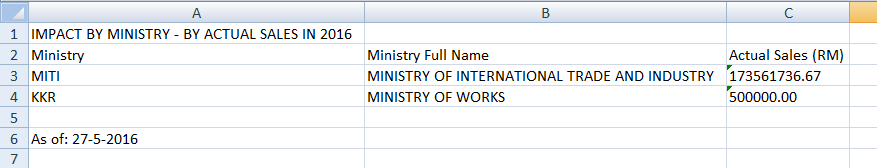 A B C
1 IMPACT BY MINISTRY - BY ACTUAL SALES IN 2016
2 Ministry Ministry Full Name Actual Sales (RM)
3 MITI MINISTRY OF INTERNATIONAL TRADE AND INDUSTRY 173561736.67
4 KKR MINISTRY OF WORKS 500000.00
5
6 As of: 27-5-2016
7